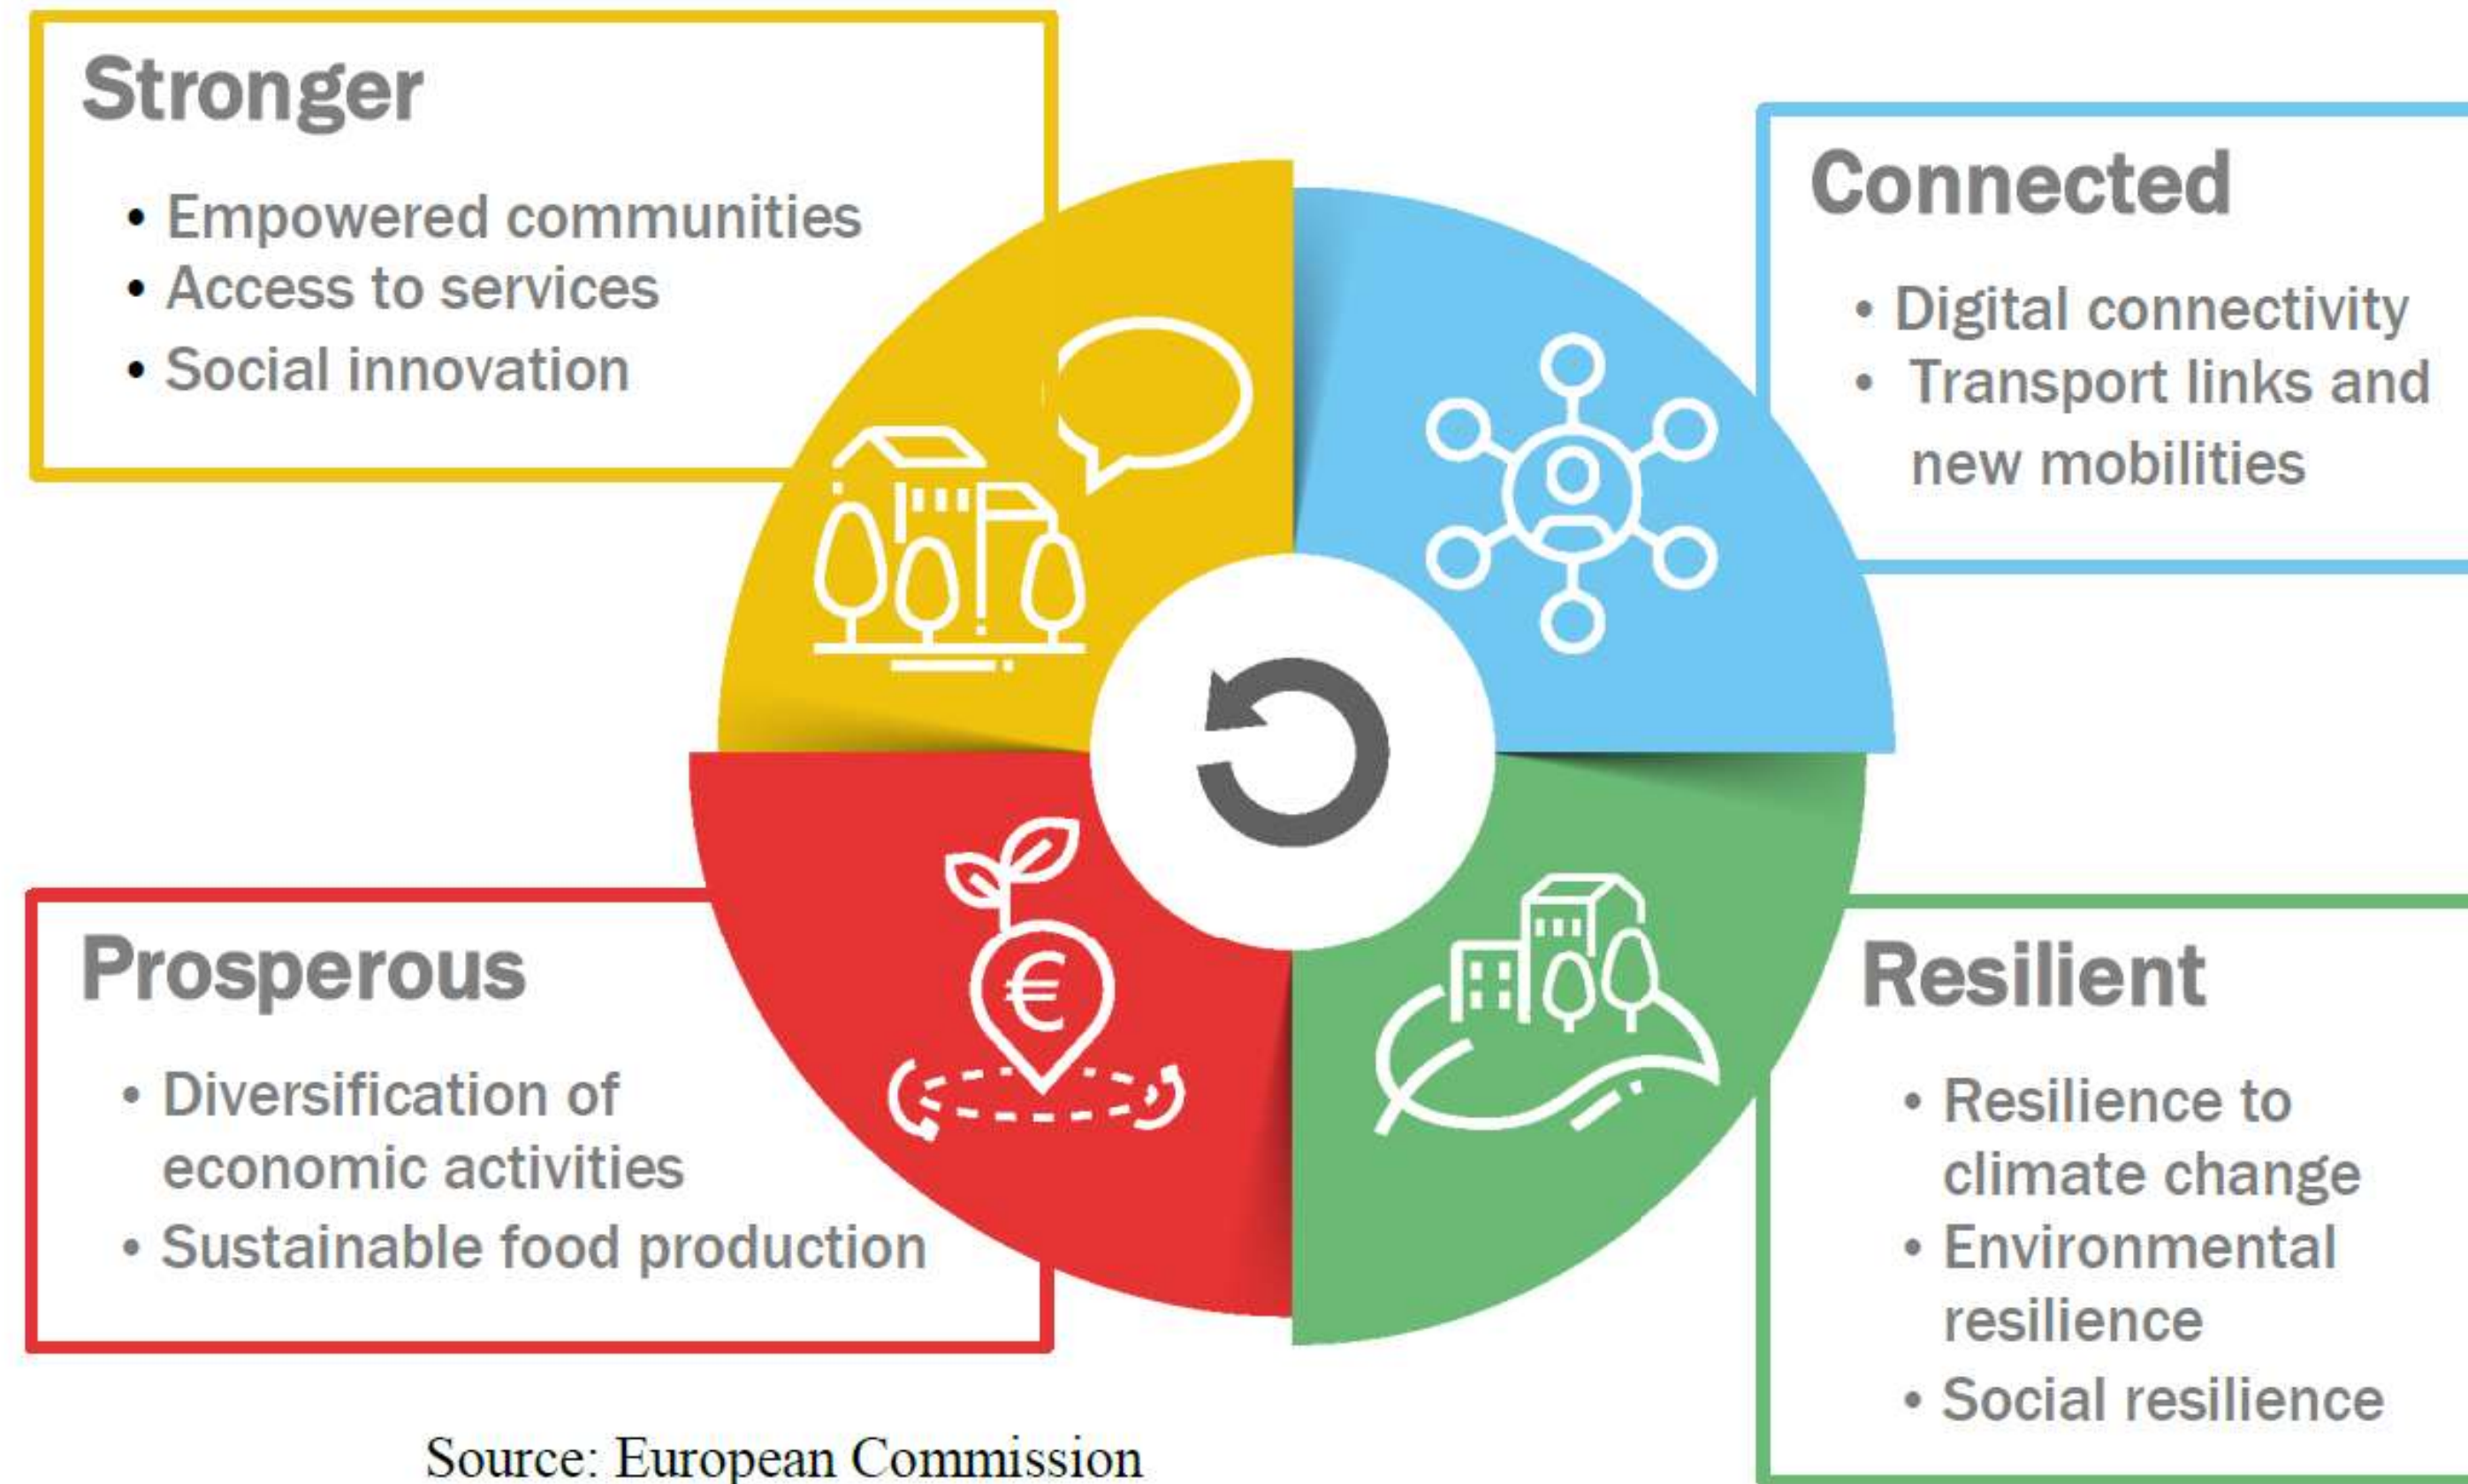 Stronger
• Empowered communities
• Access to services
• Social innovation
Connected
• Digital connectivity
• Transport links and
new mobilities
Prosperous
• Diversification of
economic activities
• Sustainable food production
€
Resilient
• Resilience to
climate change
• Environmental
resilience
• Social resilience
Source: European Commission